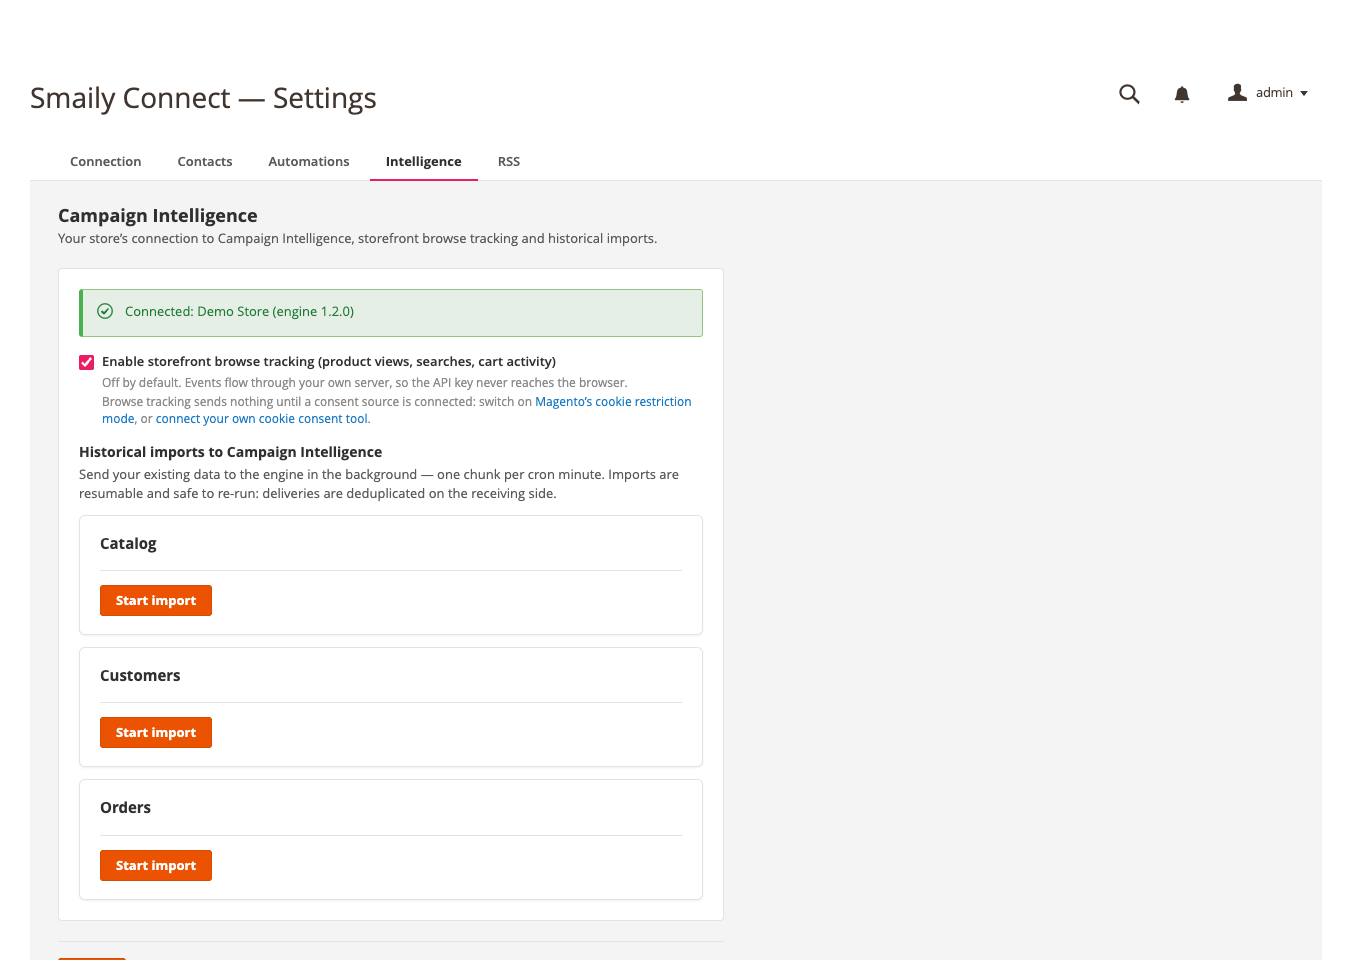 Smaily Connect — Settings
admin
Connection Contacts Automations Intelligence RSS
Campaign Intelligence
Your store’s connection to Campaign Intelligence, storefront browse tracking and historical imports.
Connected: Demo Store (engine 1.2.0)
Enable storefront browse tracking (product views, searches, cart activity)
Off by default. Events flow through your own server, so the API key never reaches the browser.
Browse tracking sends nothing until a consent source is connected: switch on Magento’s cookie restriction
mode, or connect your own cookie consent tool.
Historical imports to Campaign Intelligence
Send your existing data to the engine in the background — one chunk per cron minute. Imports are
resumable and safe to re-run: deliveries are deduplicated on the receiving side.
Catalog
Start import
Customers
Start import
Orders
Start import